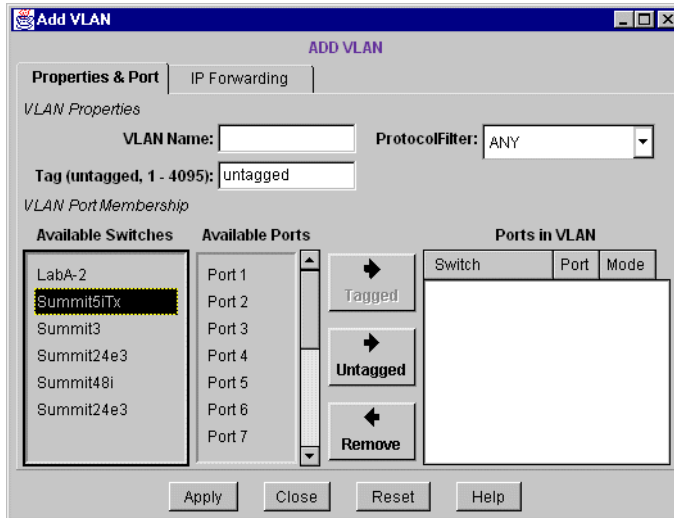 Add VLAN
ADD VLAN
Properties & Port IP Forwarding
VLAN Properties
VLAN Name: ProtocolFilter: ANY
Tag (untagged, 1 - 4095): untagged
VLAN Port Membership
Available Switches Available Ports Ports in VLAN
Switch Port Mode
LabA-2 Port 1
Tagged
Summit5iTx Port 2
Summit3 Port 3
Summit24e3 Port 4
Untagged
Summit48i Port 5
Summit24e3 Port 6
Port 7
Remove
Apply Close Reset Help